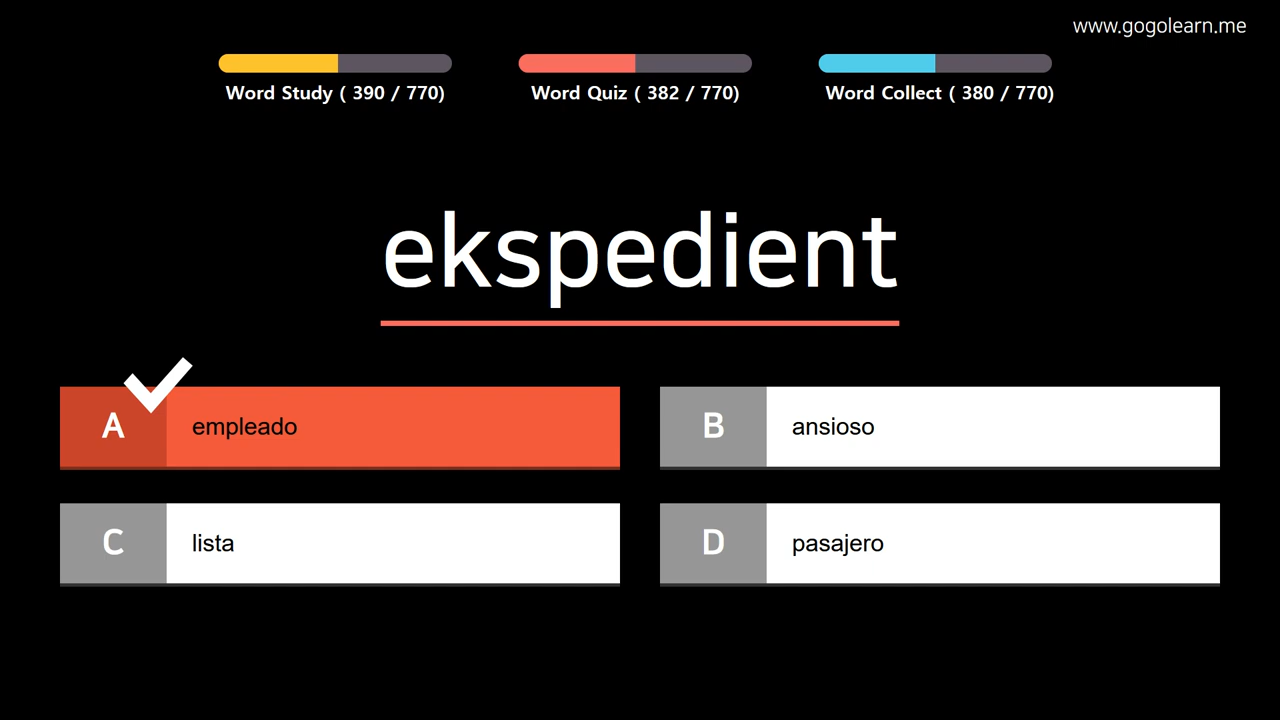 www.gogolearn.me
Word Study ( 390 / 770)
Word Quiz ( 382 / 770)
Word Collect ( 380 / 770)
ekspedient
A
empleado
B
ansioso
C
lista
D
pasajero